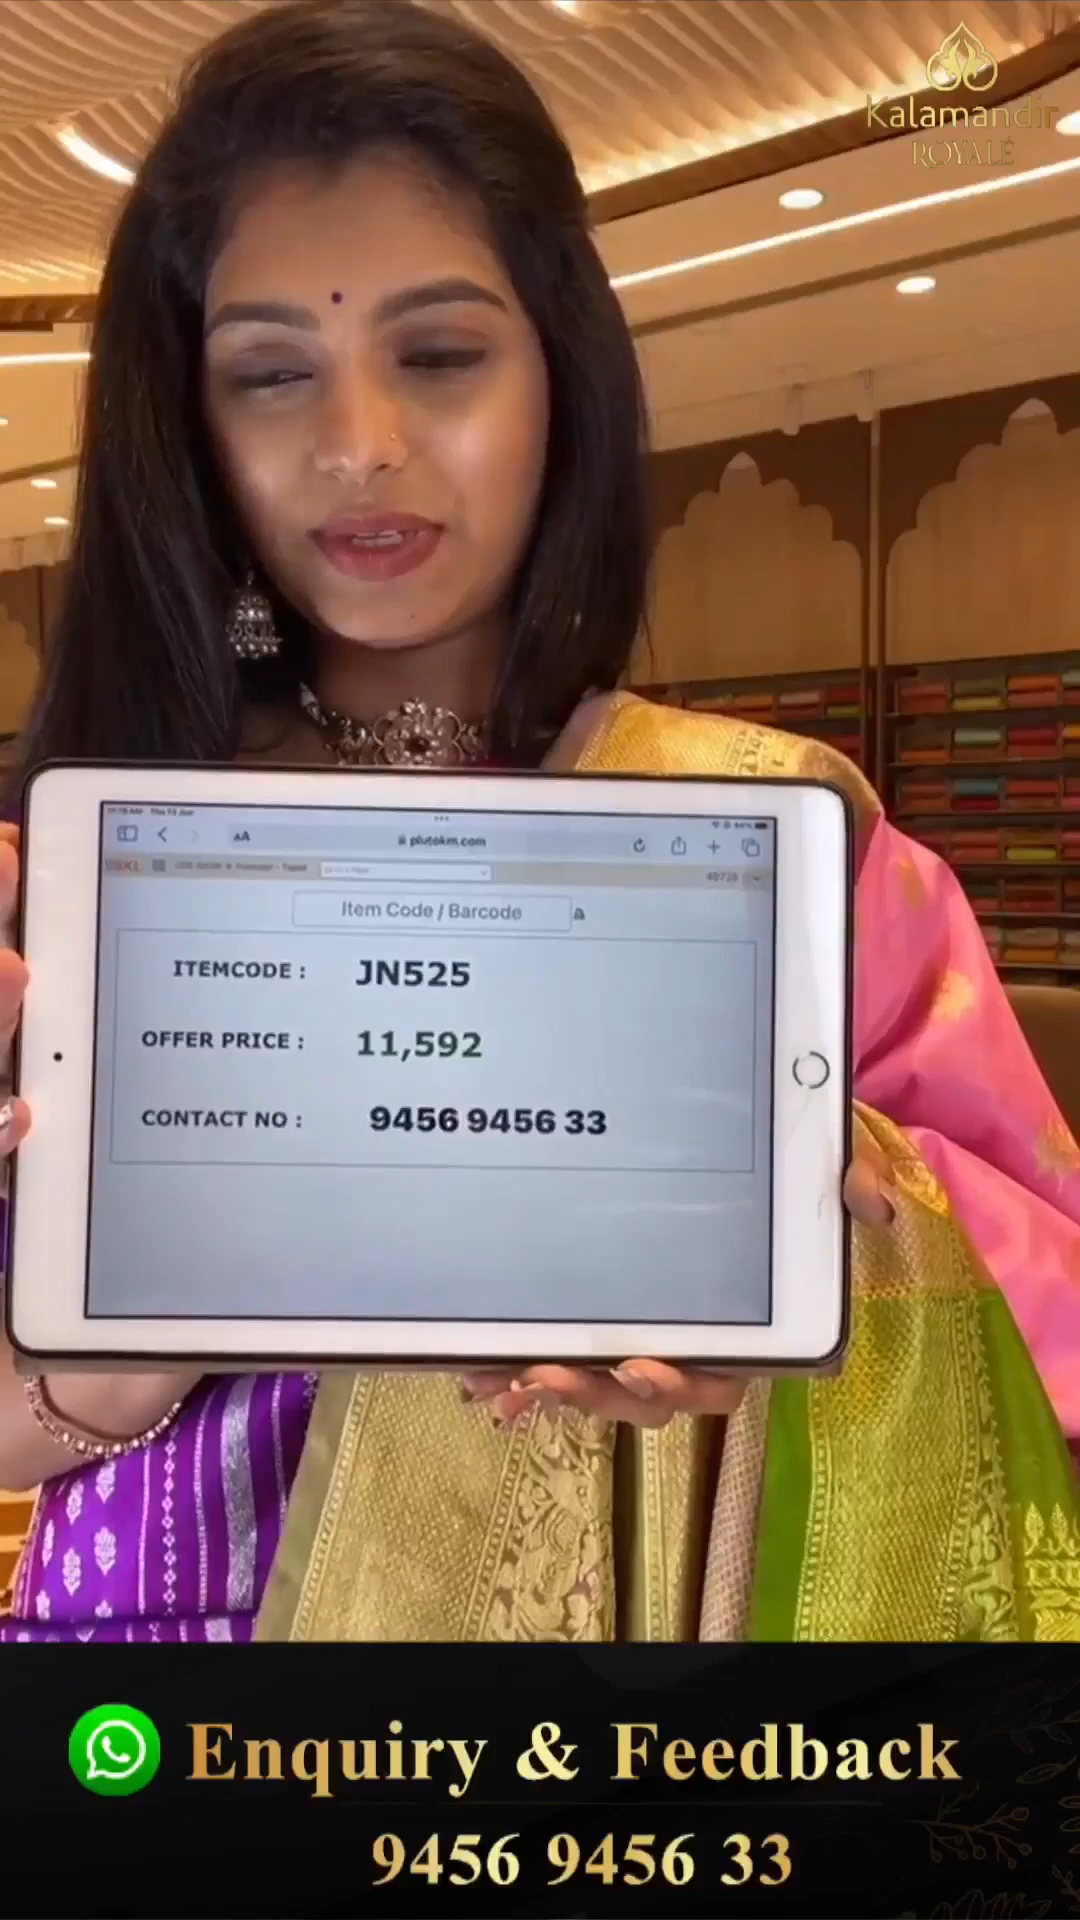 Kalamandir
ROYALÉ
plutokm.com
Item Code / Barcode
ITEMCODE : JN525
OFFER PRICE : 11,592
CONTACT NO : 9456 9456 33
Enquiry & Feedback
9456 9456 33